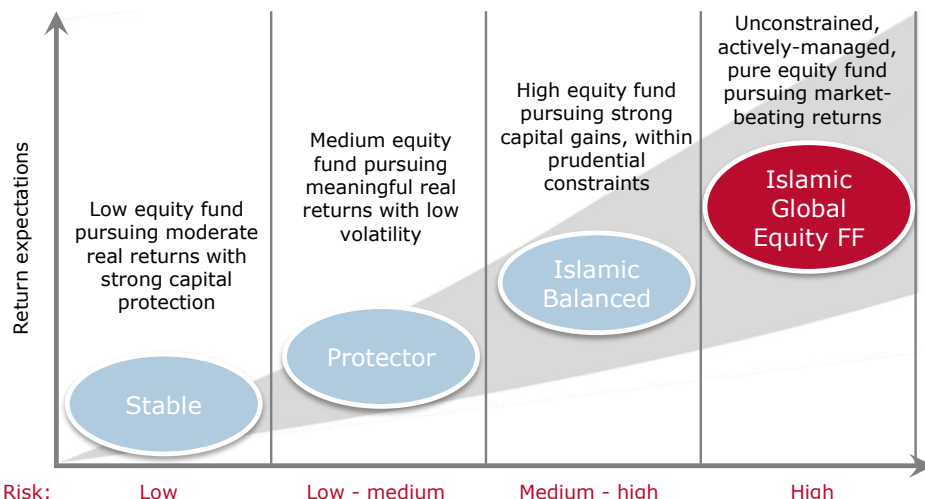 Return expectations
Low equity fund
pursuing moderate
real returns with
strong capital
protection
Stable
Medium equity
fund pursuing
meaningful real
returns with low
volatility
Protector
High equity fund
pursuing strong
capital gains, within
prudential
constraints
Islamic
Balanced
Unconstrained,
actively-managed,
pure equity fund
pursuing market-
beating returns
Islamic
Global
Equity FF
Risk:
Low
Low - medium
Medium - high
High